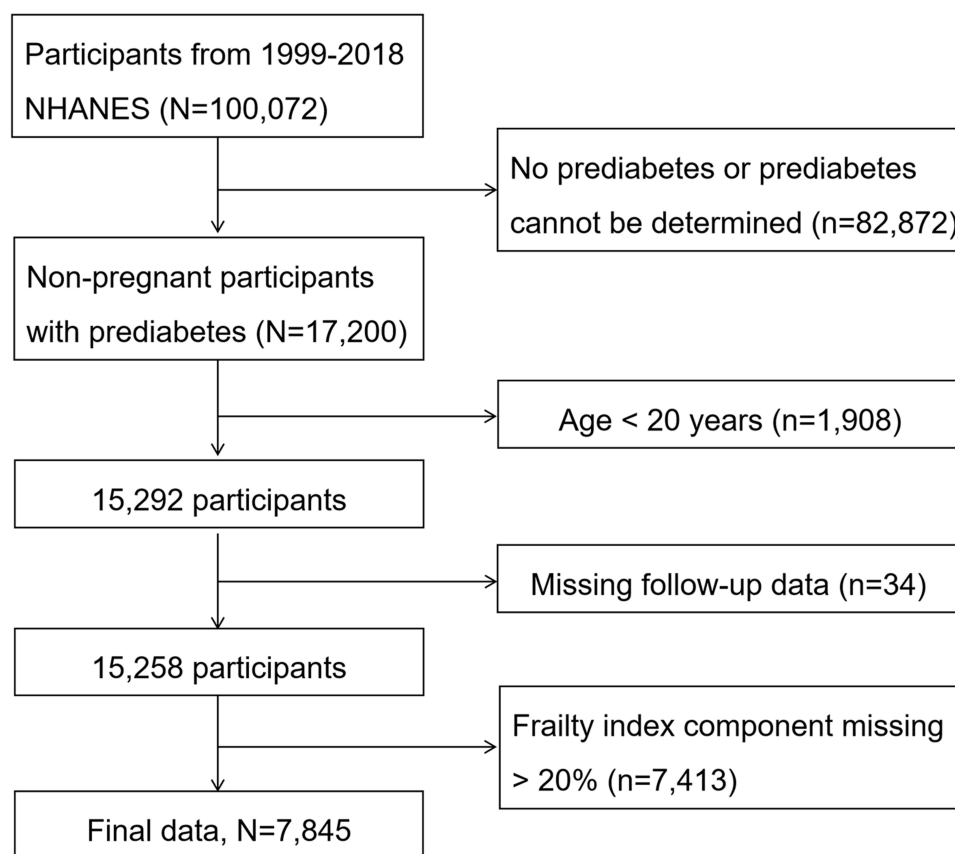 Participants from 1999-2018
NHANES (N=100,072)
No prediabetes or prediabetes
cannot be determined (n=82,872)
Non-pregnant participants
with prediabetes (N=17,200)
Age < 20 years (n=1,908)
15,292 participants
Missing follow-up data (n=34)
15,258 participants
Frailty index component missing
> 20% (n=7,413)
Final data, N=7,845